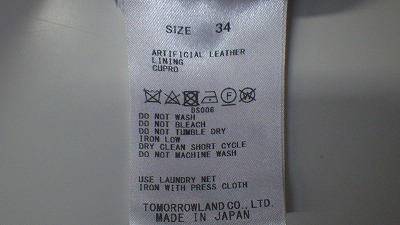 SIZE 34
ARTIFICIAL LEATHER
LINING
CUPRO
F W
DS006
DO NOT WASH
DO NOT BLEACH
DO NOT TUMBLE DRY
IRON LOW
DRY CLEAN SHORT CYCLE
DO NOT MACHINE WASH
USE LAUNDRY NET
IRON WITH PRESS CLOTH
TOMORROWLAND CO., LTD.
MADE IN JAPAN